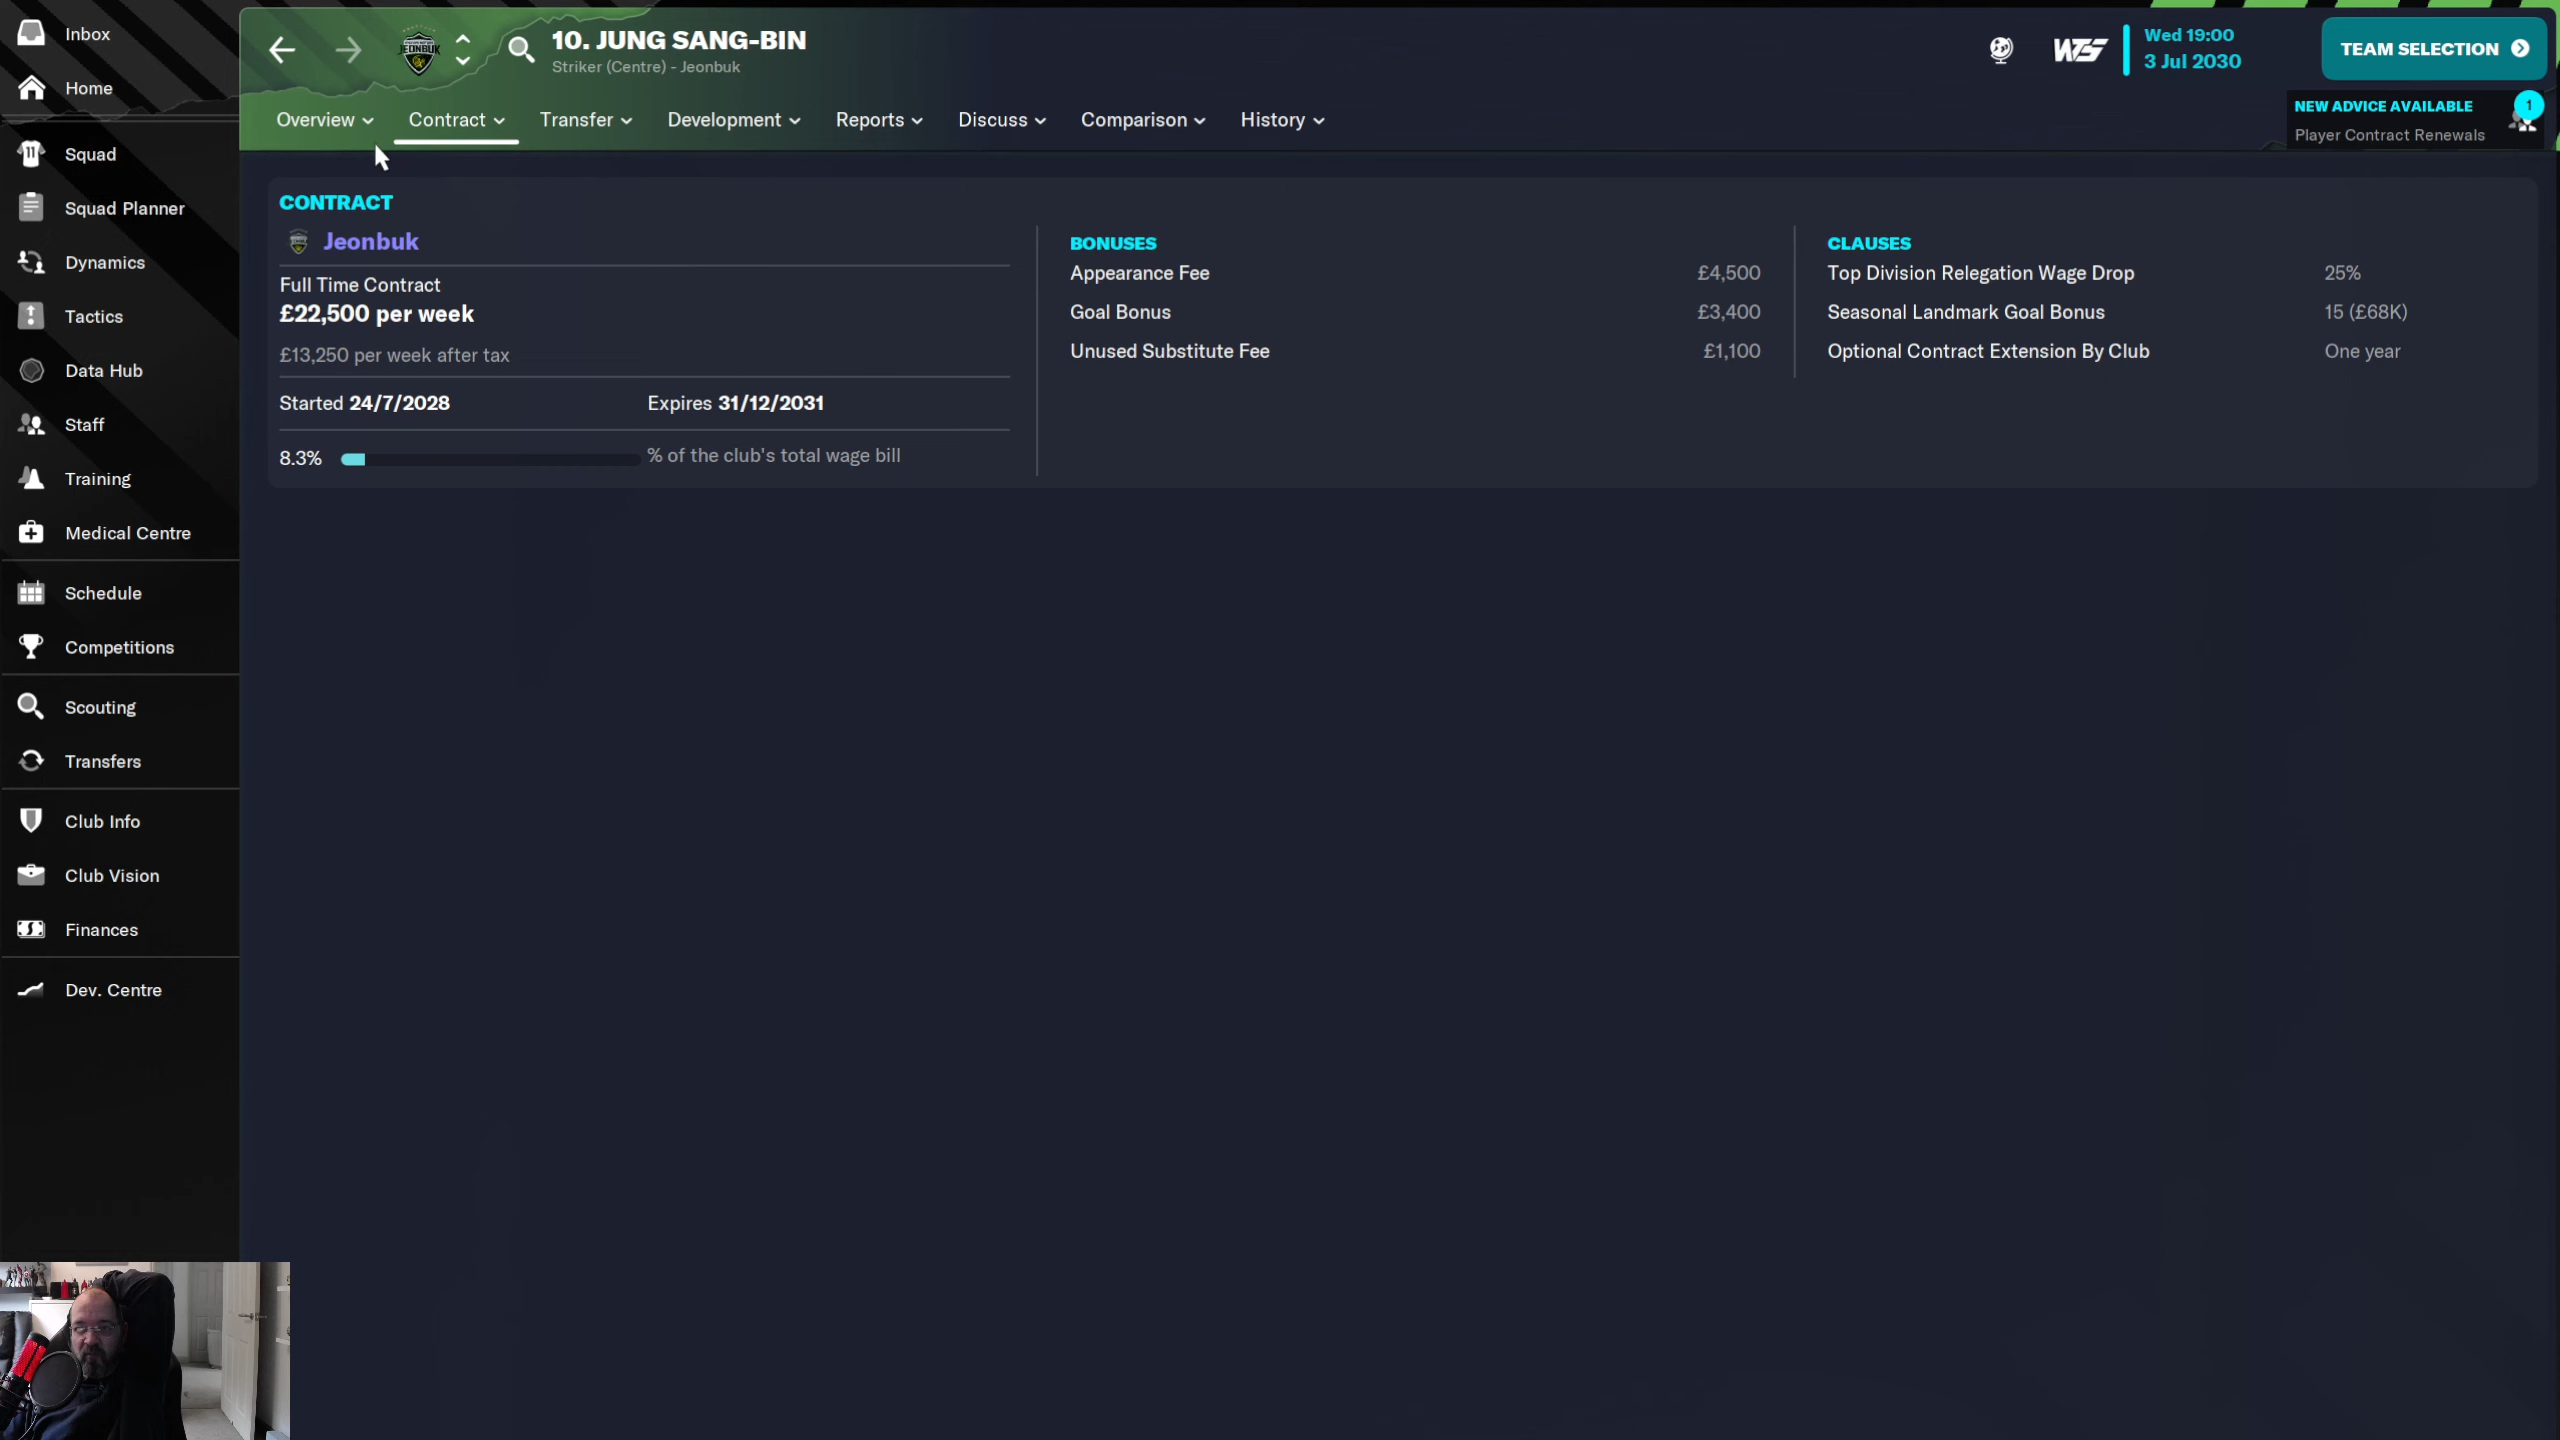 Inbox
Home
Squad
Squad Planner
Dynamics
Tactics
Data Hub
Staff
Training
Medical Centre
Schedule
Competitions
Scouting
Transfers
Club Info
Club Vision
Finances
Dev. Centre
10. JUNG SANG-BIN
Striker (Centre) - Jeonbuk
Wed 19:00
3 Jul 2030
TEAM SELECTION
Overview
Contract
Transfer
Development
Reports
Discuss
Comparison
History
NEW ADVICE AVAILABLE
1
Player Contract Renewals
CONTRACT
Jeonbuk
Full Time Contract
£22,500 per week
£13,250 per week after tax
Started 24/7/2028
Expires 31/12/2031
8.3%
% of the club's total wage bill
BONUSES
Appearance Fee £4,500
Goal Bonus £3,400
Unused Substitute Fee £1,100
CLAUSES
Top Division Relegation Wage Drop 25%
Seasonal Landmark Goal Bonus 15 (£68K)
Optional Contract Extension By Club One year